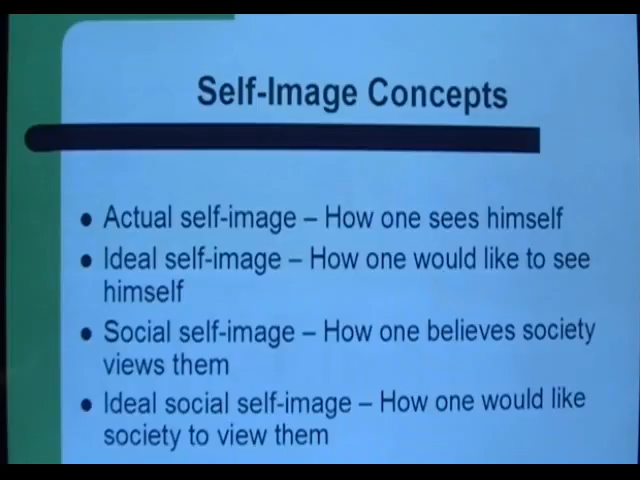 Self-Image Concepts
● Actual self-image – How one sees himself
● Ideal self-image – How one would like to see
himself
● Social self-image – How one believes society
views them
● Ideal social self-image – How one would like
society to view them